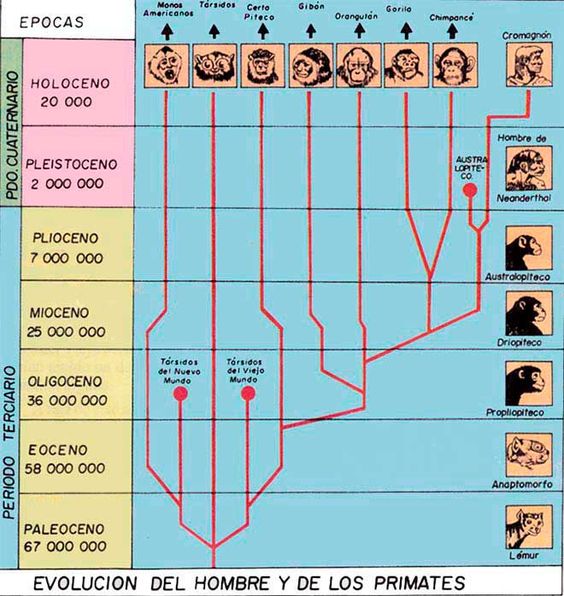 EPOCAS
Monos
Americanos
Társidos
Certo
Piteco
Gibón
Orangután
Gorila
Chimpancé
Cromagnón
PDO. CUATERNARIO
HOLOCENO
20 000
PLEISTOCENO
2 000 000
AUSTRA
LOPITE-
CO.
Hombre de
Neanderthal
PERIODO TERCIARIO
PLIOCENO
7 000 000
Australopiteco
MIOCENO
25 000 000
Driopiteco
OLIGOCENO
36 000 000
Társidos
del Nuevo
Mundo
Társidos
del Viejo
Mundo
Propliopiteco
EOCENO
58 000 000
Anaptomorfo
PALEOCENO
67 000 000
Lémur
EVOLUCION DEL HOMBRE Y DE LOS PRIMATES